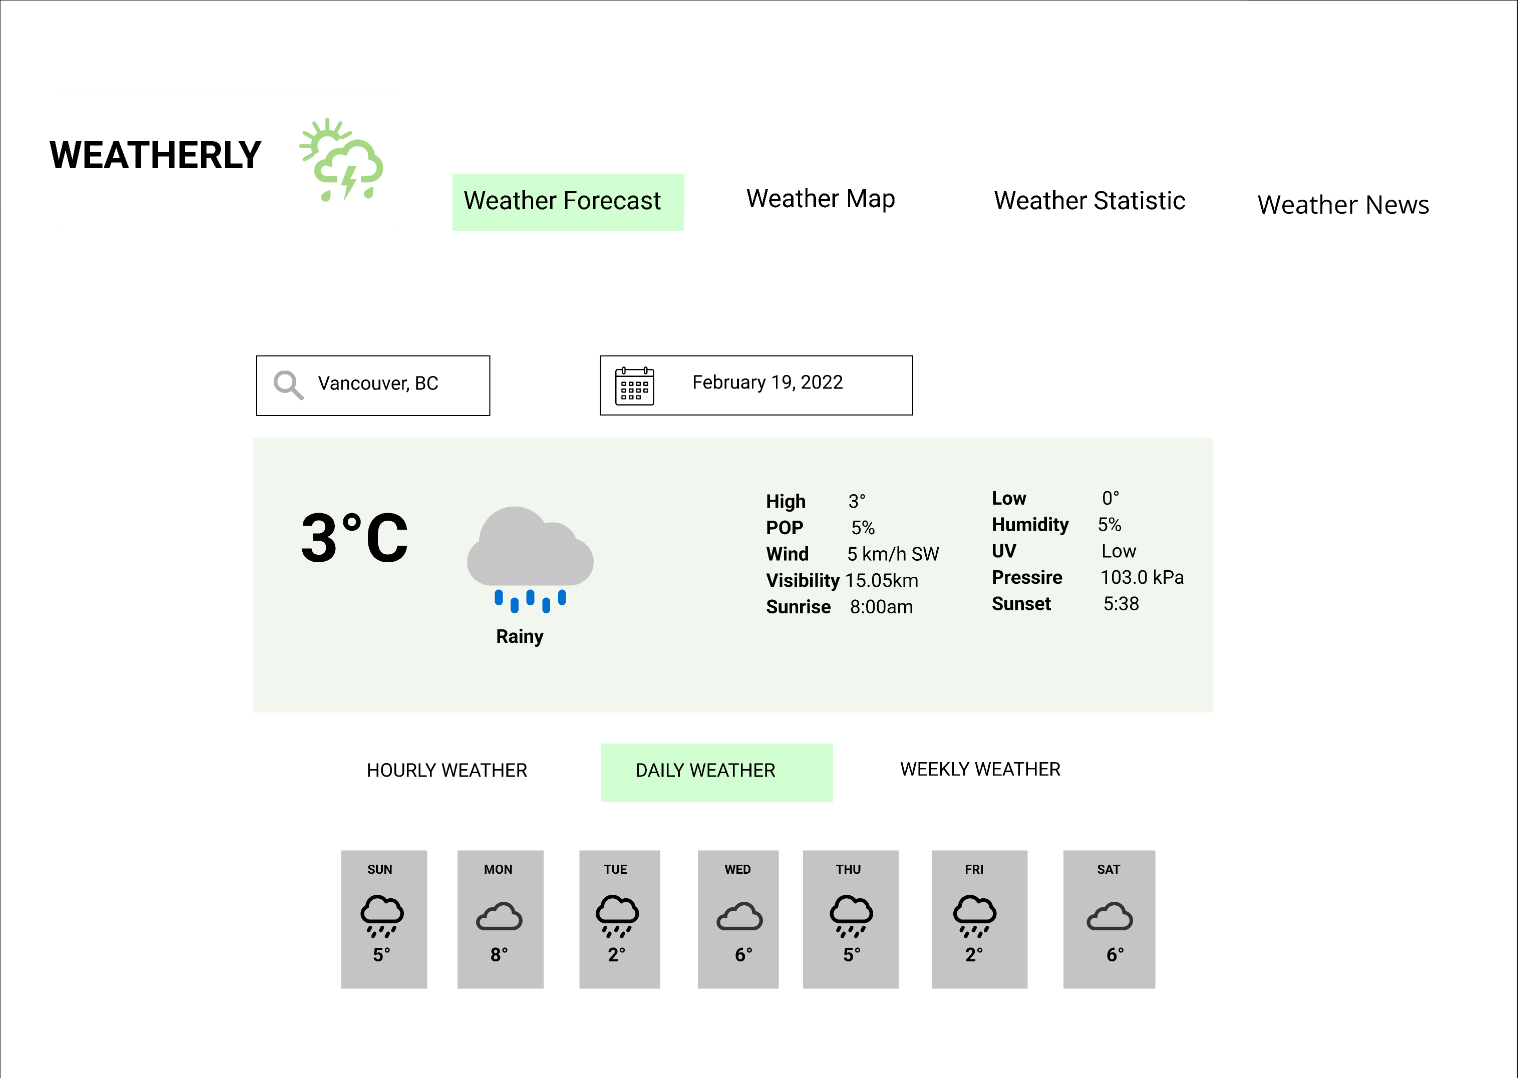 WEATHERLY
Weather Forecast Weather Map Weather Statistic Weather News
Vancouver, BC February 19, 2022
3°C
Rainy
High 3°
POP 5%
Wind 5 km/h SW
Visibility 15.05km
Sunrise 8:00am
Low 0°
Humidity 5%
UV Low
Pressire 103.0 kPa
Sunset 5:38
HOURLY WEATHER DAILY WEATHER WEEKLY WEATHER
SUN MON TUE WED THU FRI SAT
5° 8° 2° 6° 5° 2° 6°